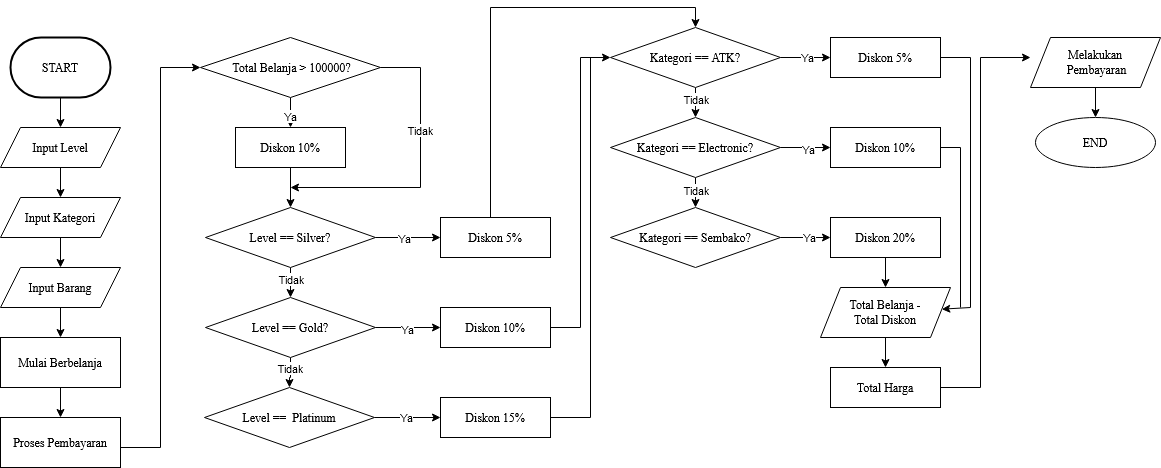 START
Input Level
Input Kategori
Input Barang
Mulai Berbelanja
Proses Pembayaran
Total Belanja > 100000?
Ya
Tidak
Diskon 10%
Level == Silver?
Ya
Diskon 5%
Tidak
Level == Gold?
Ya
Diskon 10%
Tidak
Level == Platinum
Ya
Diskon 15%
Kategori == ATK?
Ya
Diskon 5%
Tidak
Kategori == Electronic?
Ya
Diskon 10%
Tidak
Kategori == Sembako?
Ya
Diskon 20%
Total Belanja -
Total Diskon
Total Harga
Melakukan
Pembayaran
END